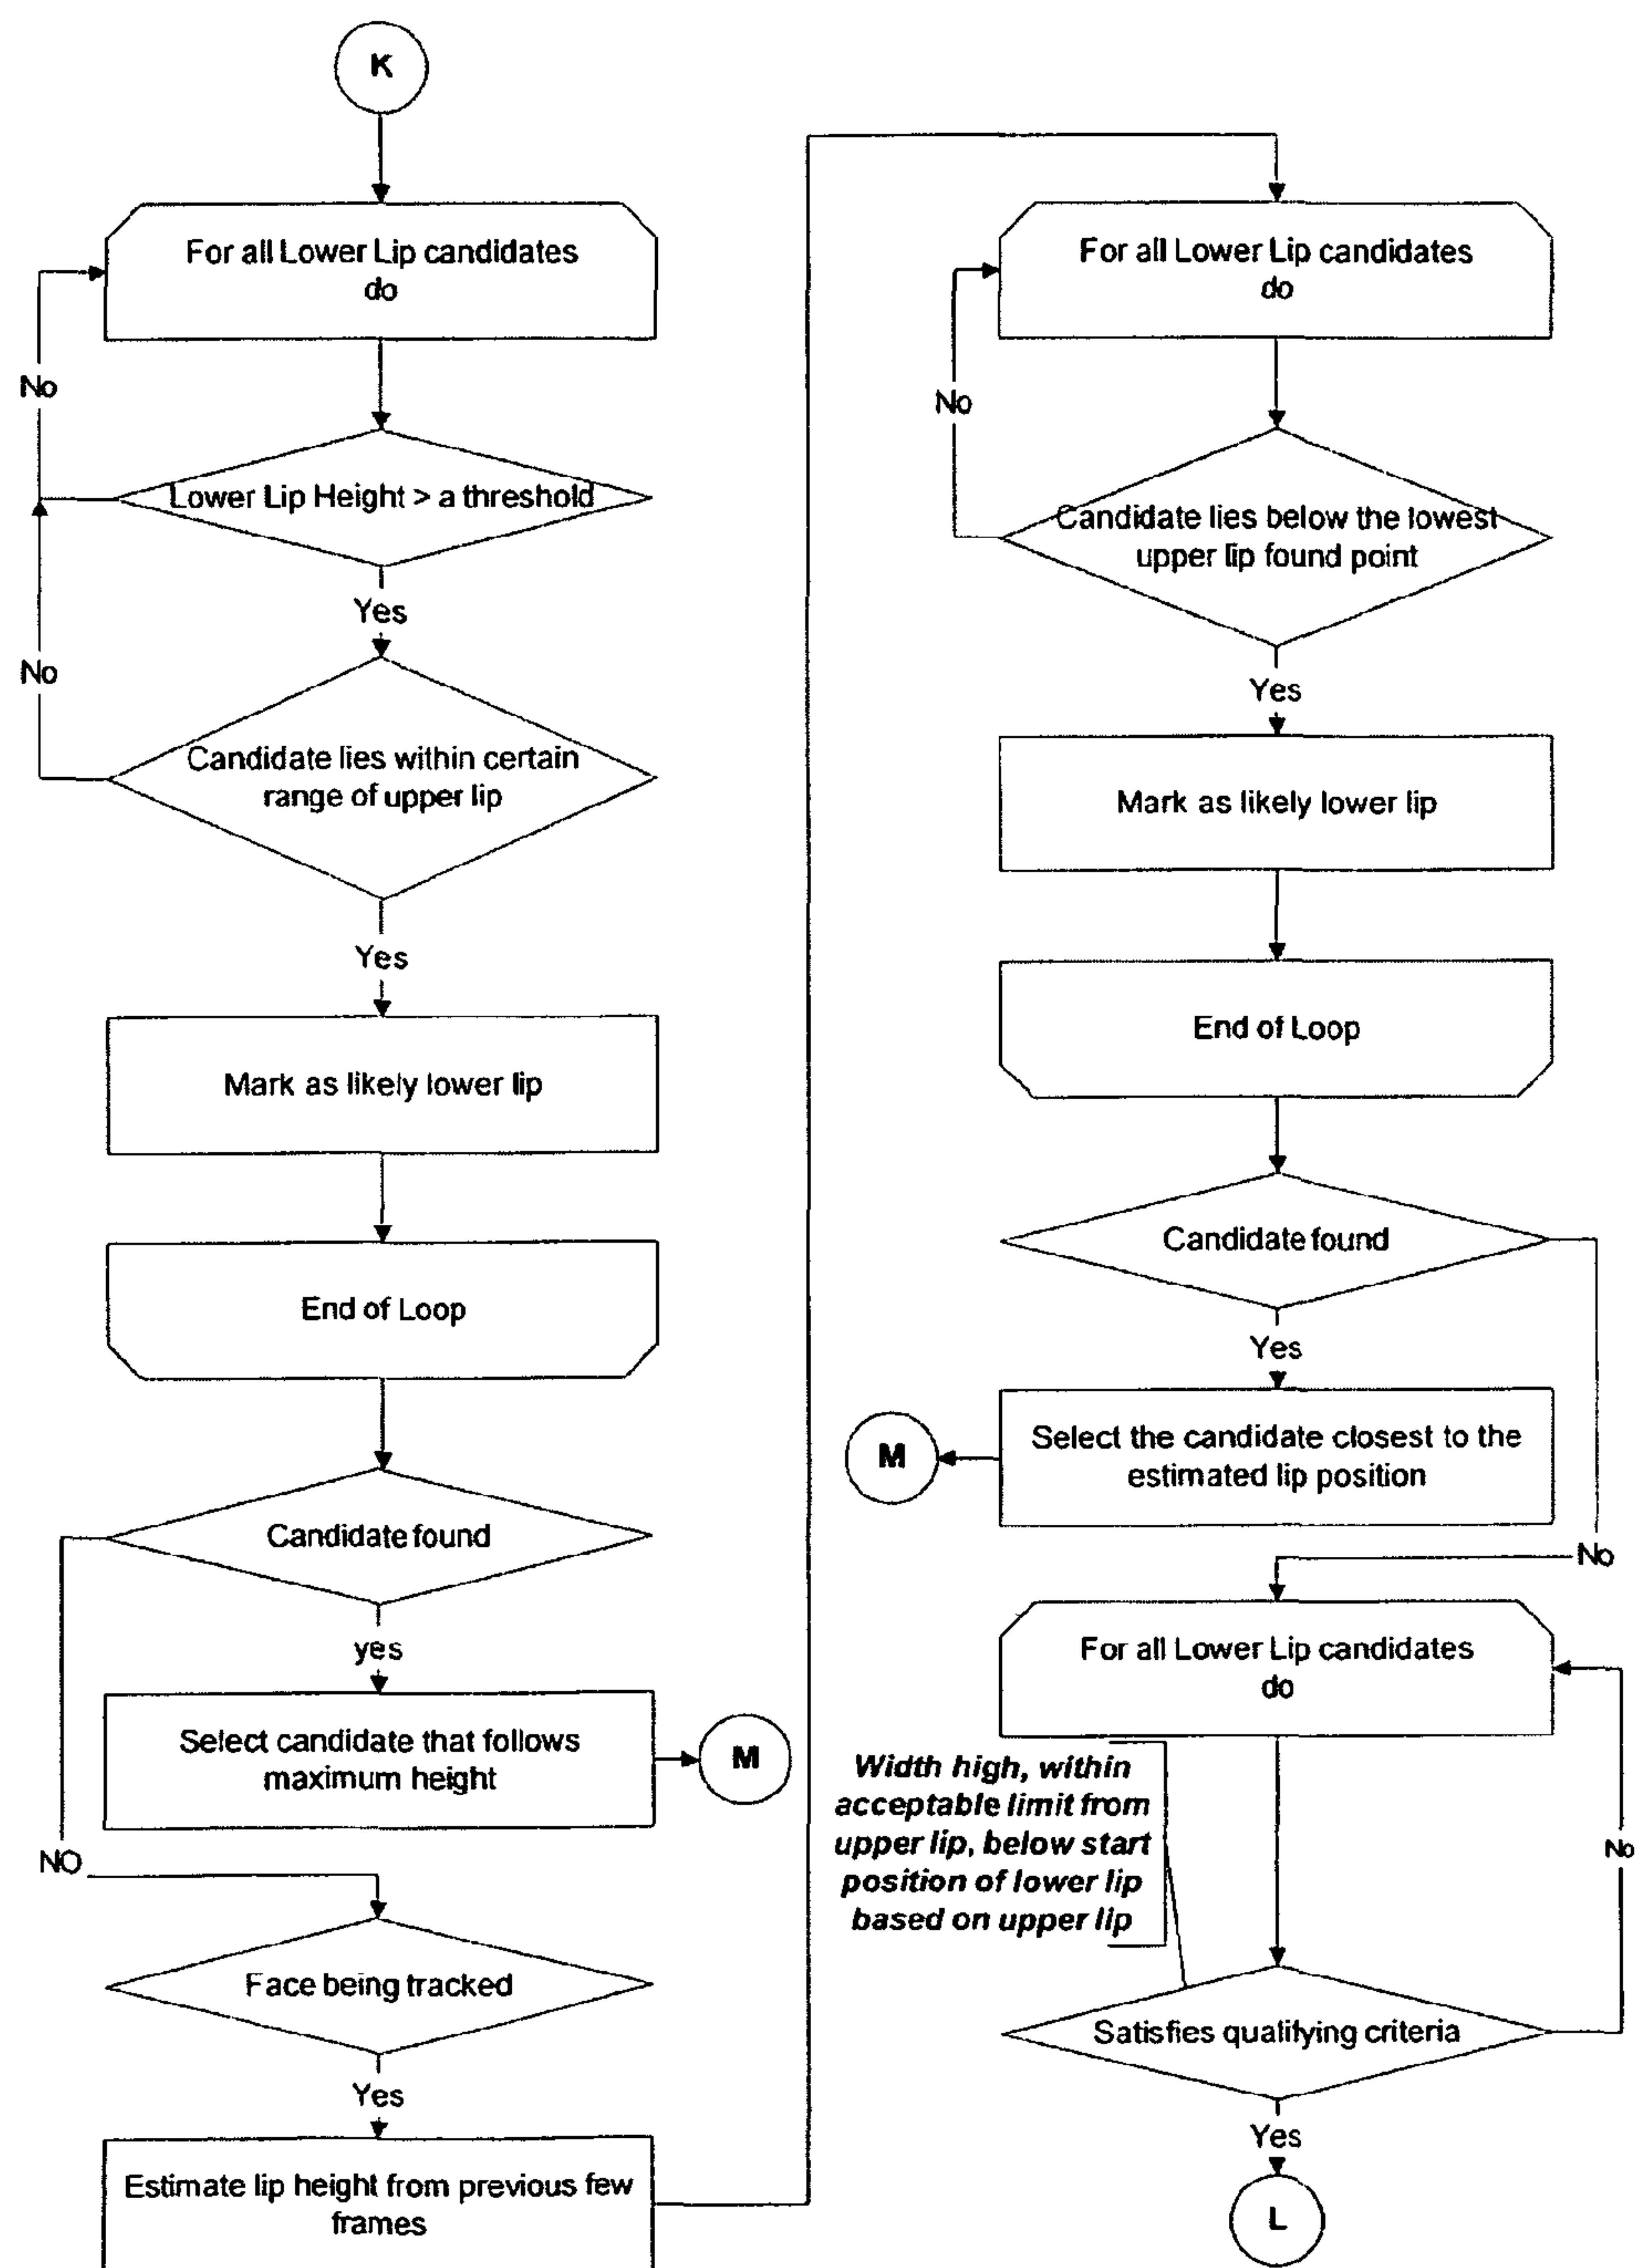 K
For all Lower Lip candidates
do
No
Lower Lip Height > a threshold
Yes
No
Candidate lies within certain
range of upper lip
Yes
Mark as likely lower lip
End of Loop
Candidate found
yes
Select candidate that follows
maximum height
M
NO
Face being tracked
Yes
Estimate lip height from previous few
frames
For all Lower Lip candidates
do
No
Candidate lies below the lowest
upper lip found point
Yes
Mark as likely lower lip
End of Loop
Candidate found
Yes
Select the candidate closest to the
estimated lip position
M
No
For all Lower Lip candidates
do
Width high, within
acceptable limit from
upper lip, below start
position of lower lip
based on upper lip
No
Satisfies qualifying criteria
Yes
L